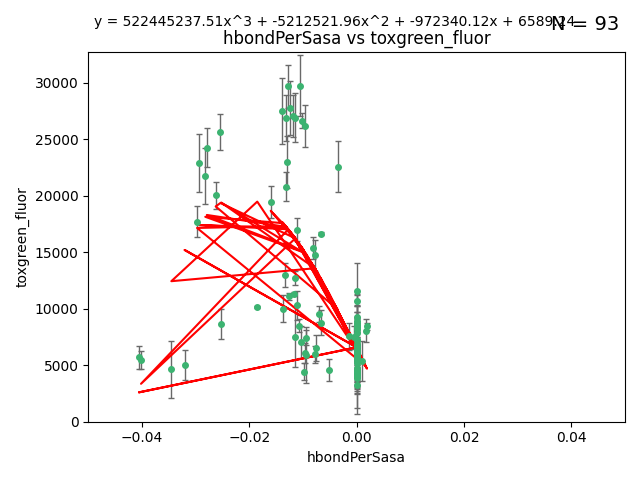 y = 522445237.51x^3 + -5212521.96x^2 + -972340.12x + 6589.24
N = 93
hbondPerSasa vs toxgreen_fluor
30000
25000
20000
15000
10000
5000
0
toxgreen_fluor
−0.04
−0.02
0.00
0.02
0.04
hbondPerSasa